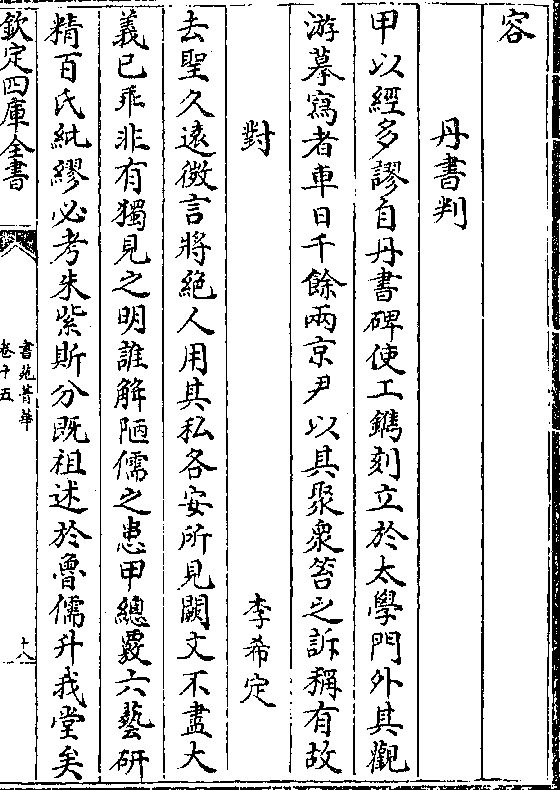 容
丹書判
甲以經多謬自丹書碑使工鐫刻立於太學門外其觀
游摹寫者車日千餘兩京尹以其聚衆笞之訴稱有故
對　李希定
去聖久遠微言將絕人用其私各安所見闕文不盡大
義已乖非有獨見之明誰解陋儒之患甲總覈六藝研
精百氏紕繆必考朱紫斯分既祖述於魯儒升我堂矣
欽定四庫全書
書苑菁華
卷十五
十八